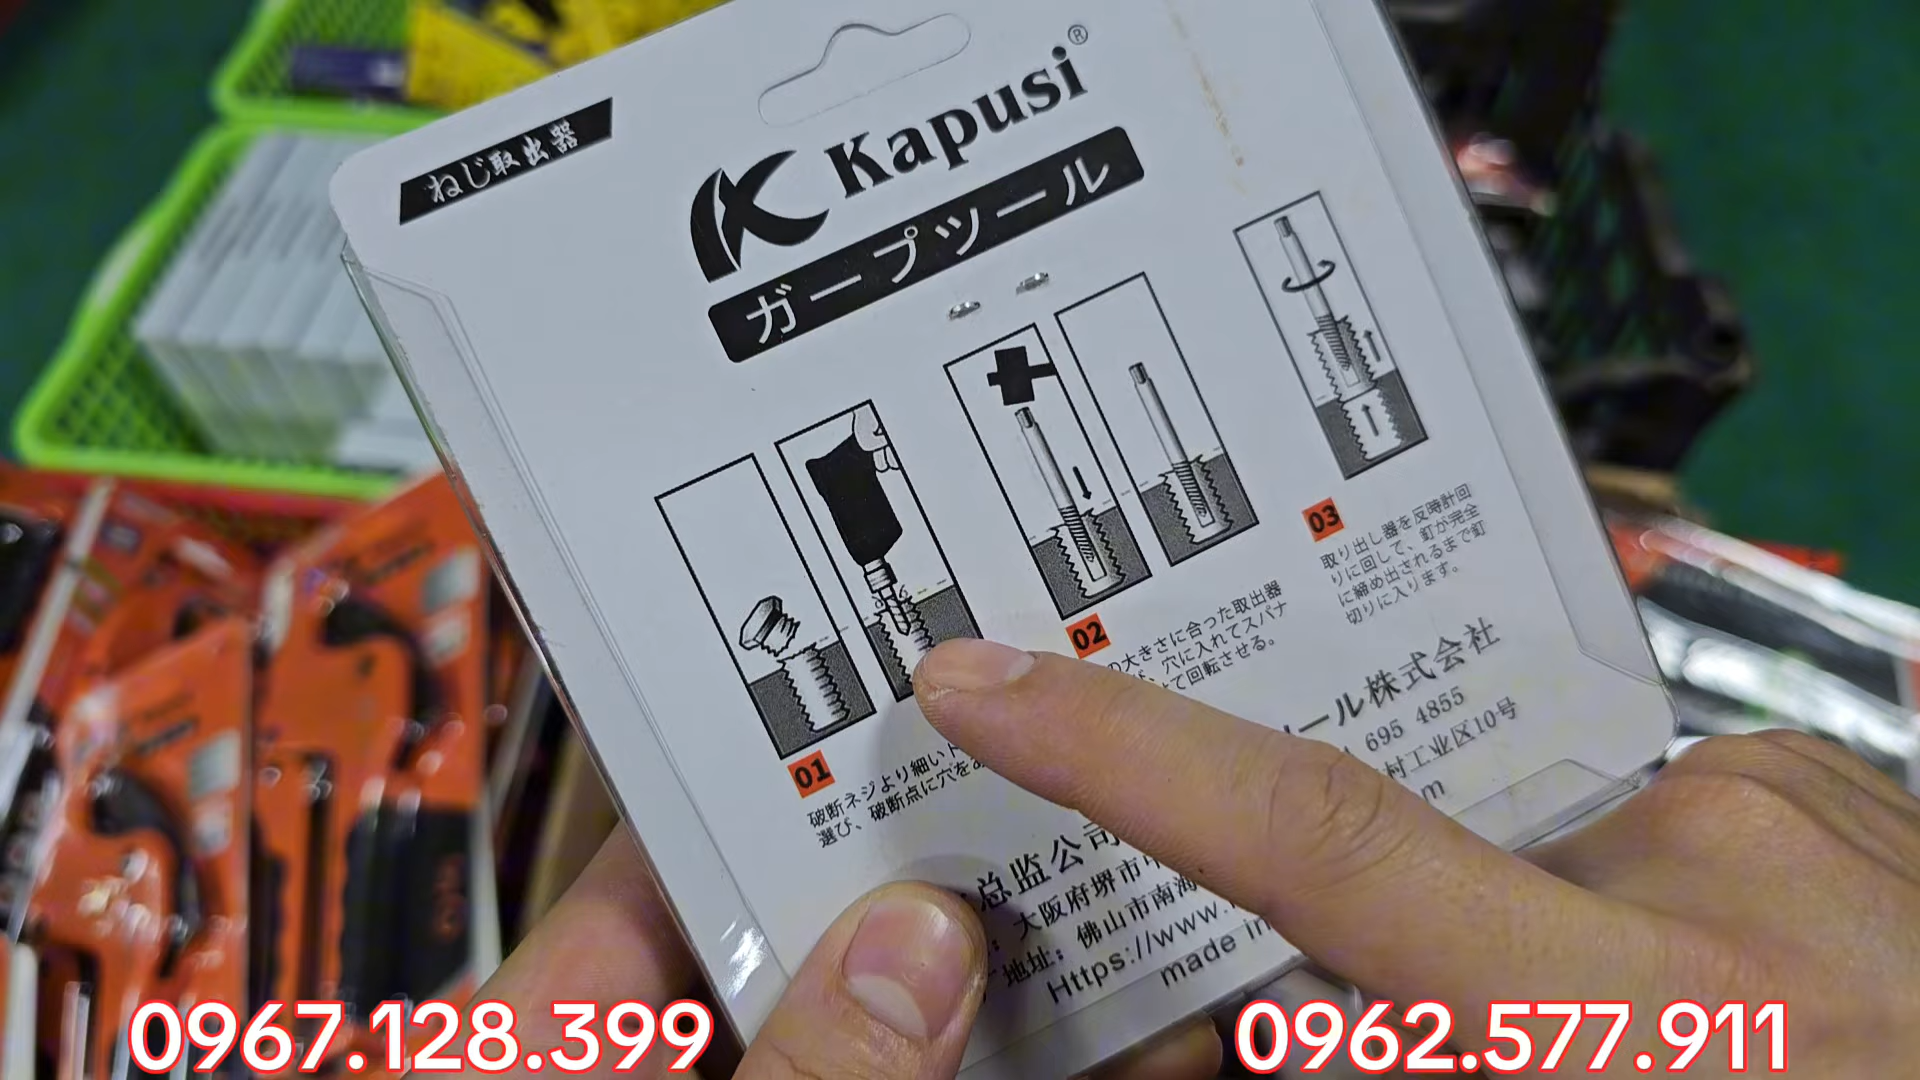 ねじ取出器
Kapusi®
ガープツール
01
破断ネジより細いド
選び、破断点に穴をあ
02
の大きさに合った取出器
び、穴に入れてスパナ
て回転させる。
03
取り出し器を反時計回
りに回して、釘が完全
に締め出されるまで釘
切りに入ります。
ール株式会社
695 4855
村工业区10号
m
总监公司
: 大阪府堺市
地址: 佛山市南海
Https://www.
made in
0967.128.399
0962.577.911